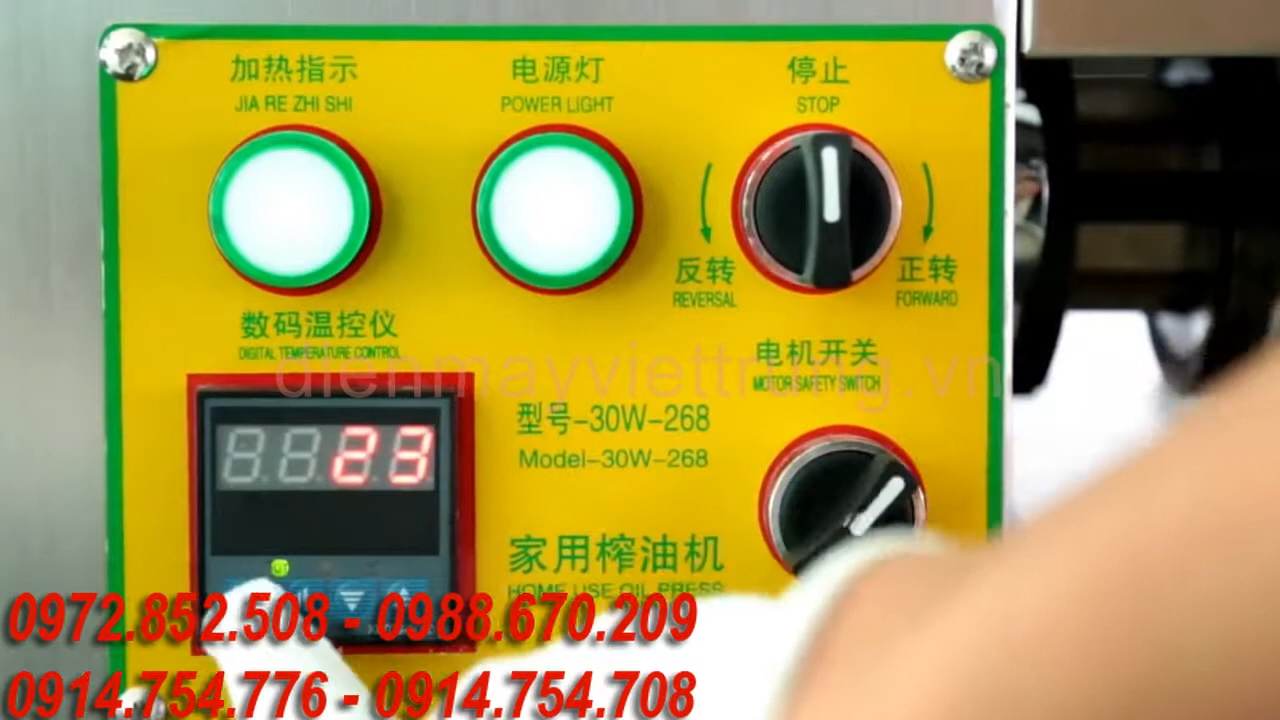 加热指示
JIA RE ZHI SHI
电源灯
POWER LIGHT
停止
STOP
反转
REVERSAL
正转
FORWARD
数码温控仪
DIGITAL TEMPERATURE CONTROL
电机开关
MOTOR SAFETY SWITCH
dienmayviettrung.vn
型号-30W-268
Model-30W-268
23
家用榨油机
HOME USE OIL PRESS
OUT
0972.852.508 - 0988.670.209
0914.754.776 - 0914.754.708